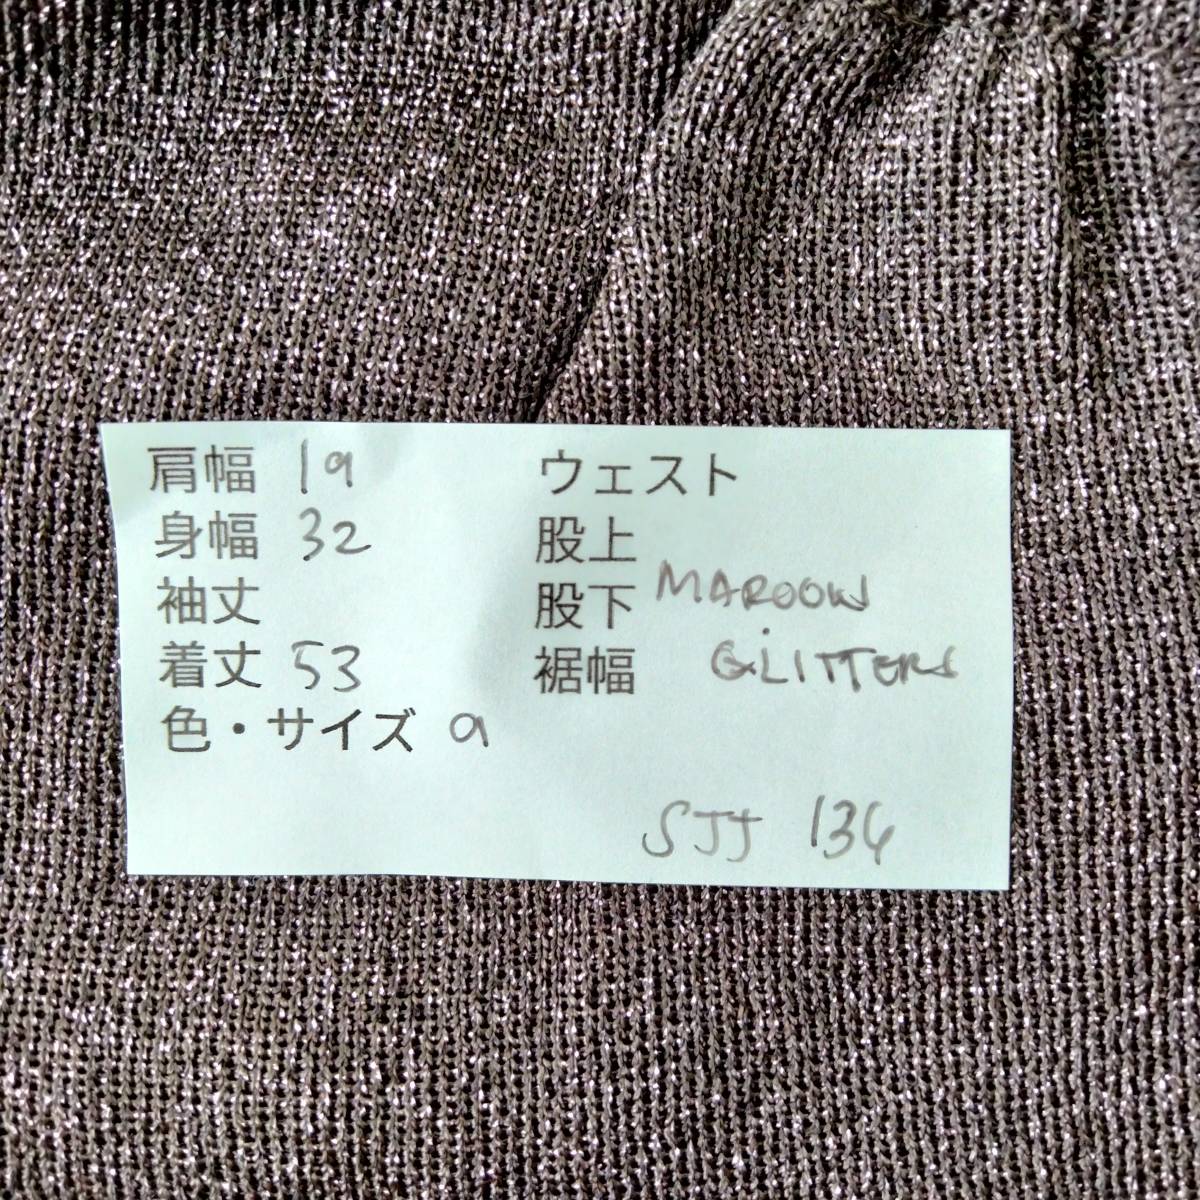 肩幅 19
身幅 32
袖丈
着丈 53
色・サイズ 9
ウェスト
股上
股下 MAROON
裾幅 GLITTERS
SJJ 136